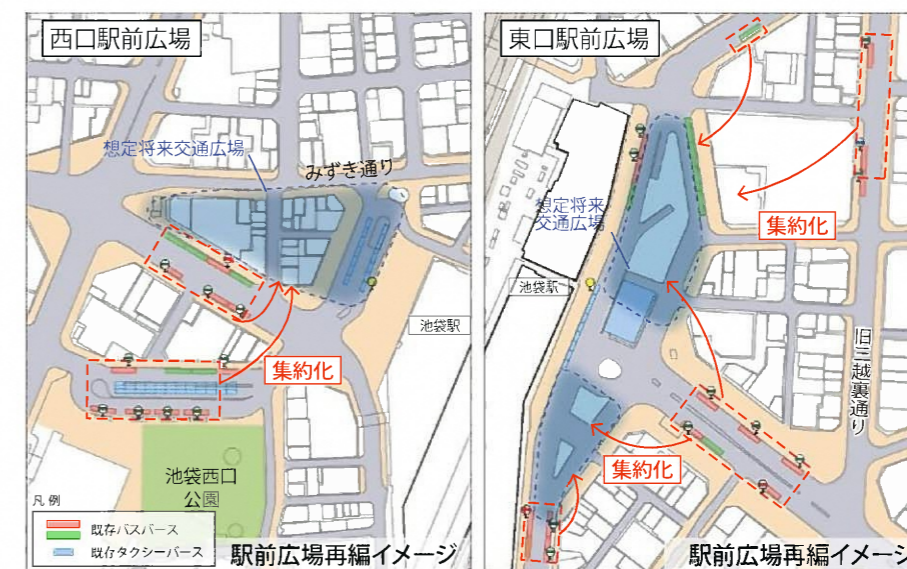 西口駅前広場
想定将来交通広場
みずき通り
池袋駅
集約化
池袋西口
公園
凡例
既存バスバース
既存タクシーバース
駅前広場再編イメージ
東口駅前広場
集約化
想定将来
交通広場
池袋駅
旧三越裏通り
集約化
駅前広場再編イメージ